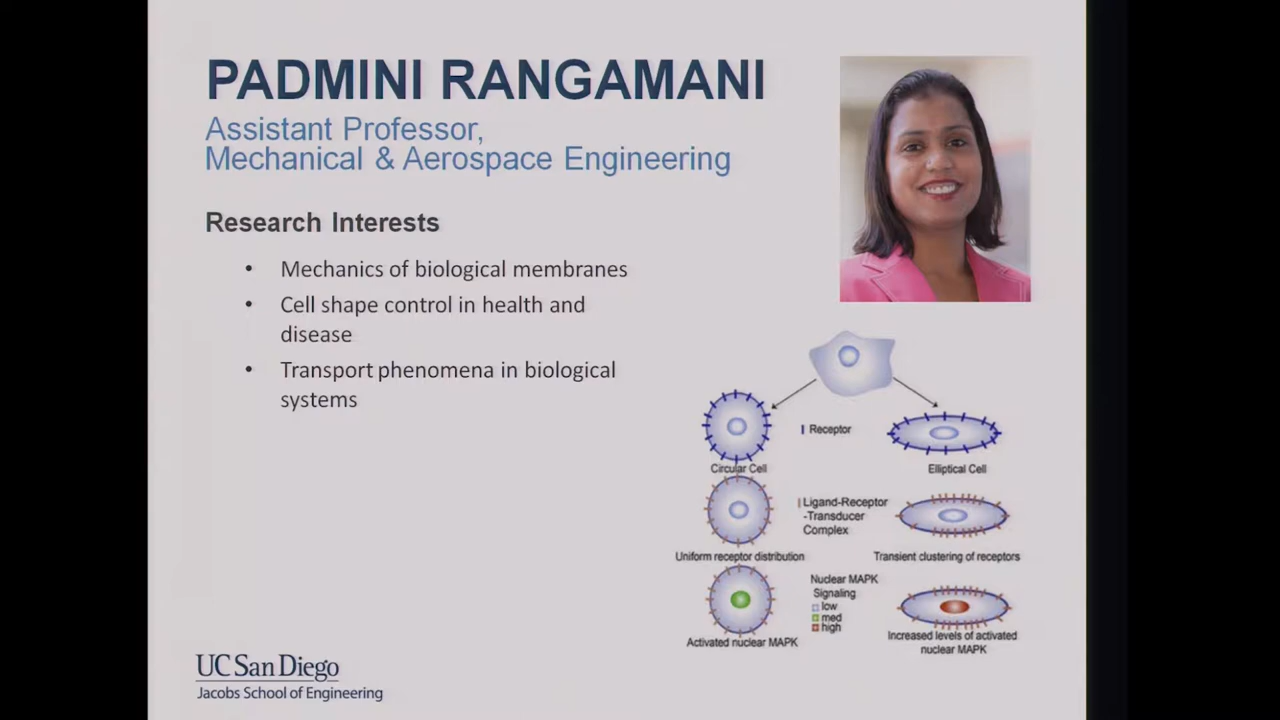 PADMINI RANGAMANI
Assistant Professor,
Mechanical & Aerospace Engineering
Research Interests
• Mechanics of biological membranes
• Cell shape control in health and
disease
• Transport phenomena in biological
systems
Receptor
Circular Cell
Elliptical Cell
Ligand-Receptor
-Transducer
Complex
Uniform receptor distribution
Transient clustering of receptors
Nuclear MAPK
Signaling
low
med
high
Activated nuclear MAPK
Increased levels of activated
nuclear MAPK
UC San Diego
Jacobs School of Engineering